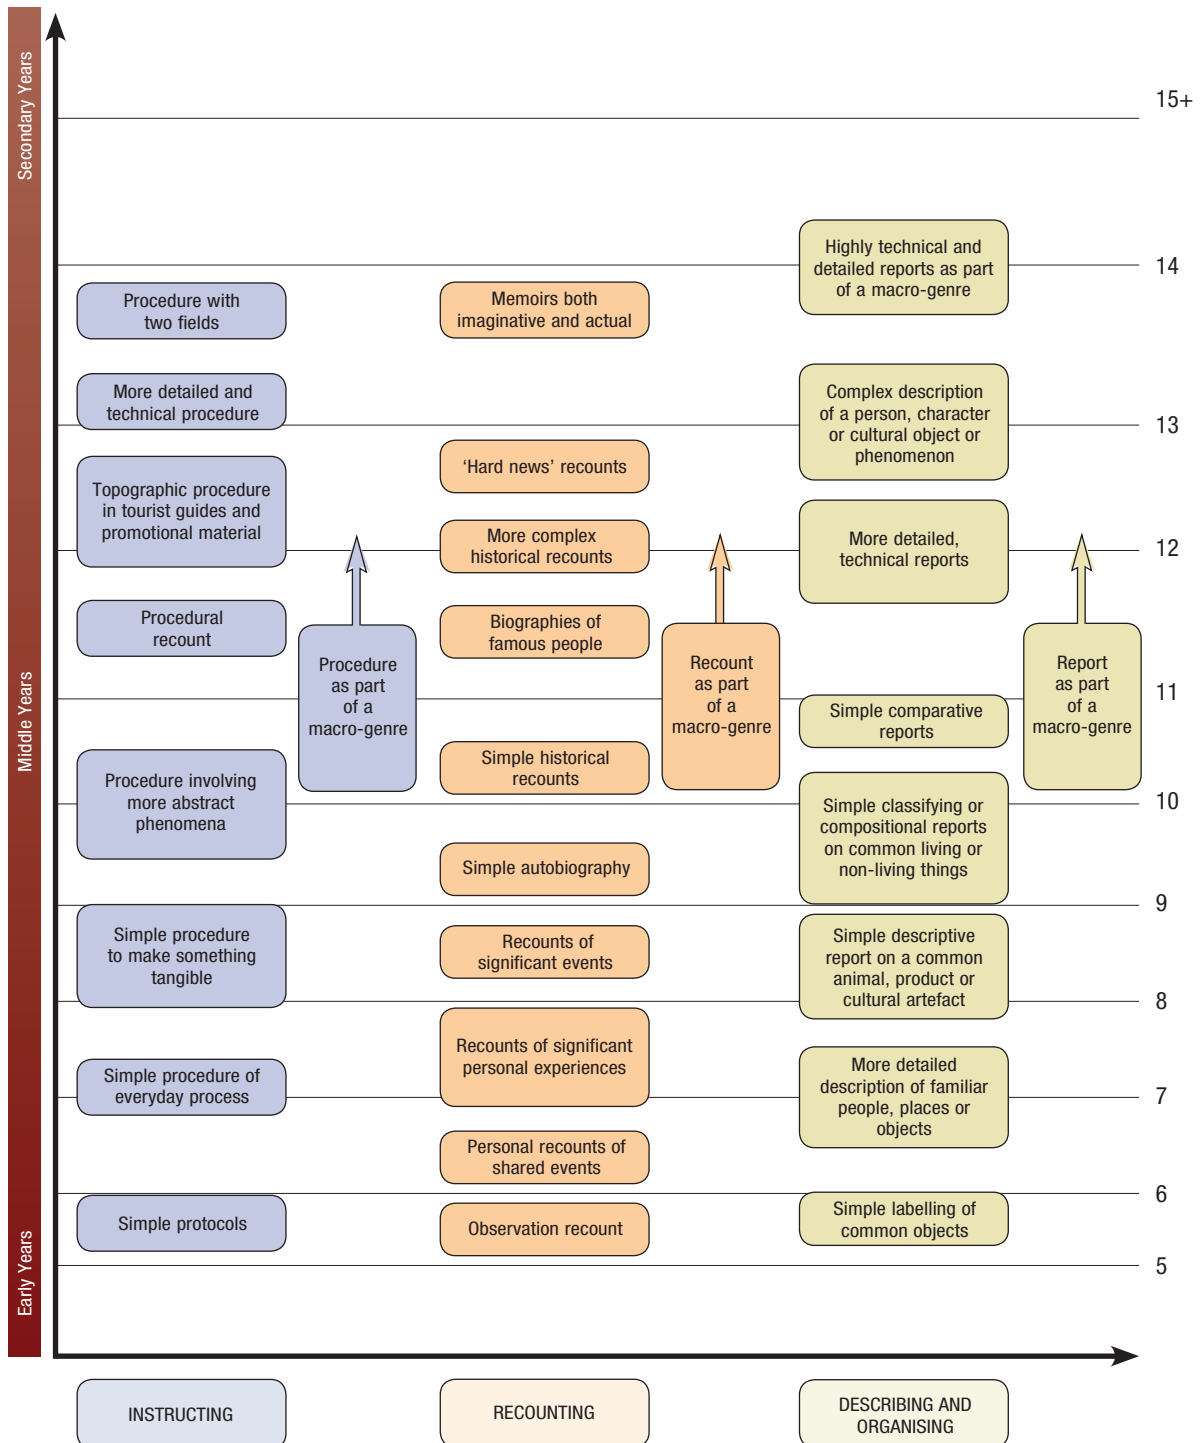 Secondary Years
Middle Years
Early Years
15+
14
13
12
11
10
9
8
7
6
5
Procedure with
two fields
More detailed and
technical procedure
Topographic procedure
in tourist guides and
promotional material
Procedural
recount
Procedure involving
more abstract
phenomena
Simple procedure
to make something
tangible
Simple procedure of
everyday process
Simple protocols
Procedure
as part
of a
macro-genre
Memoirs both
imaginative and actual
'Hard news' recounts
More complex
historical recounts
Biographies of
famous people
Simple historical
recounts
Simple autobiography
Recounts of
significant events
Recounts of significant
personal experiences
Personal recounts of
shared events
Observation recount
Recount
as part
of a
macro-genre
Highly technical and
detailed reports as part
of a macro-genre
Complex description
of a person, character
or cultural object or
phenomenon
More detailed,
technical reports
Simple comparative
reports
Simple classifying or
compositional reports
on common living or
non-living things
Simple descriptive
report on a common
animal, product or
cultural artefact
More detailed
description of familiar
people, places or
objects
Simple labelling of
common objects
Report
as part
of a
macro-genre
INSTRUCTING
RECOUNTING
DESCRIBING AND
ORGANISING